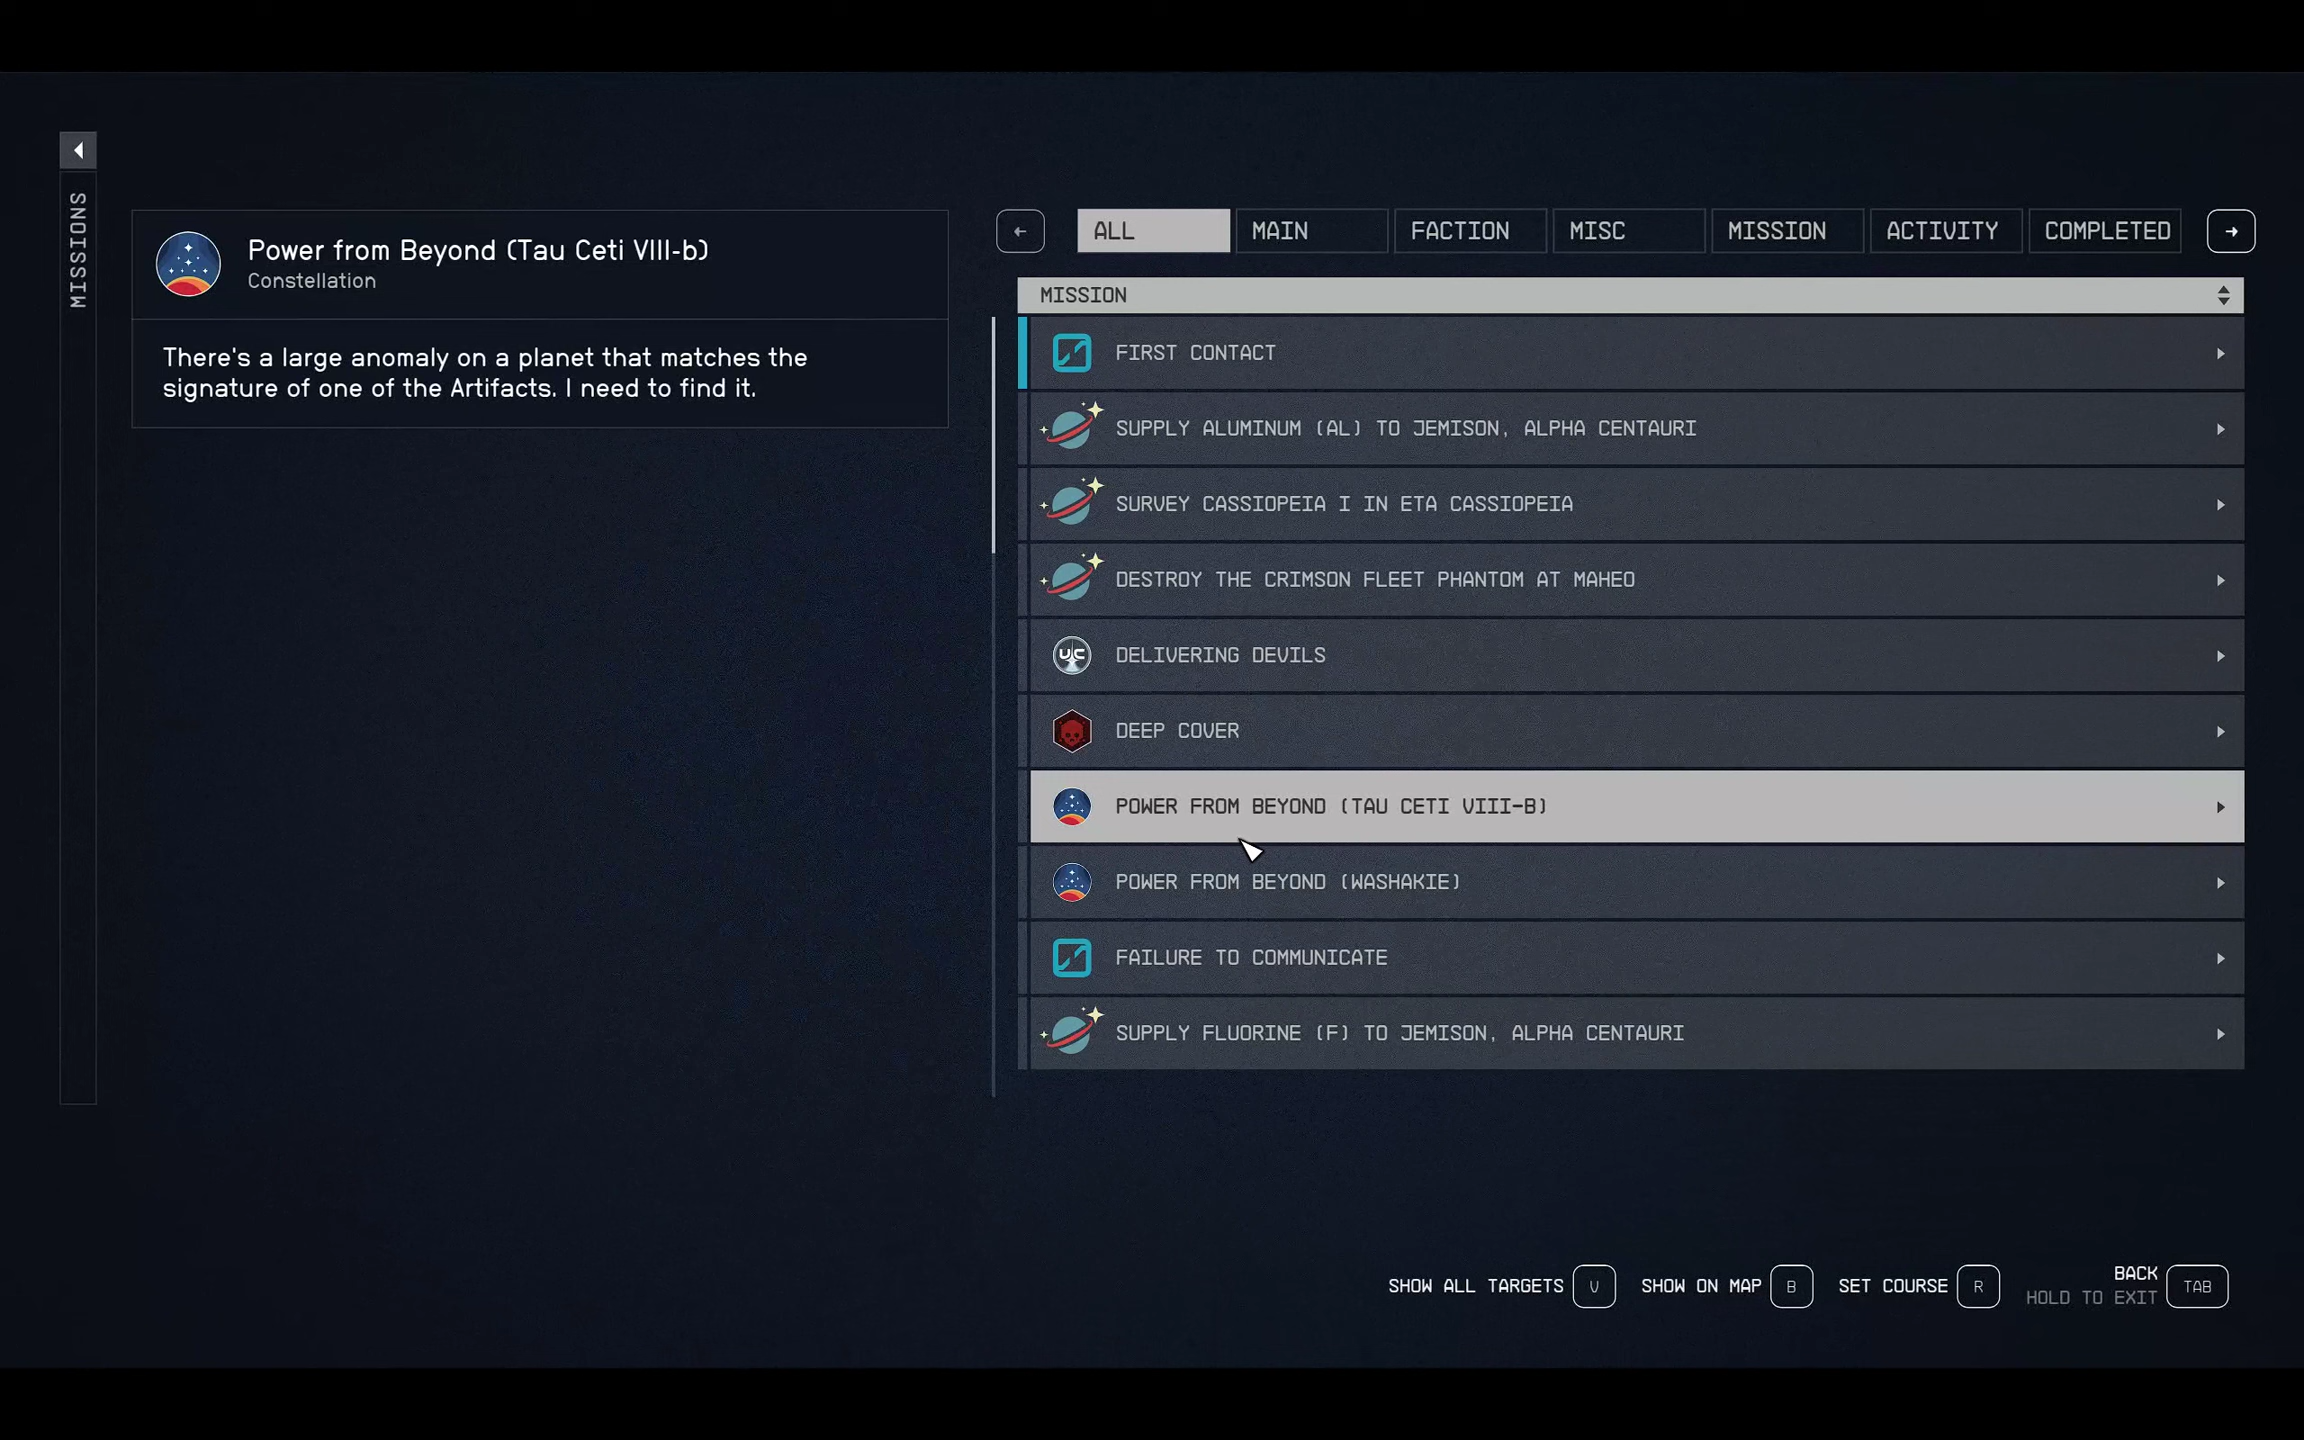 MISSIONS
Power from Beyond (Tau Ceti VIII-b)
Constellation
There's a large anomaly on a planet that matches the
signature of one of the Artifacts. I need to find it.
ALL MAIN FACTION MISC MISSION ACTIVITY COMPLETED
MISSION
FIRST CONTACT
SUPPLY ALUMINUM (AL) TO JEMISON, ALPHA CENTAURI
SURVEY CASSIOPEIA I IN ETA CASSIOPEIA
DESTROY THE CRIMSON FLEET PHANTOM AT MAHEO
UC DELIVERING DEVILS
DEEP COVER
POWER FROM BEYOND (TAU CETI VIII-B)
POWER FROM BEYOND (WASHAKIE)
FAILURE TO COMMUNICATE
SUPPLY FLUORINE (F) TO JEMISON, ALPHA CENTAURI
SHOW ALL TARGETS V SHOW ON MAP B SET COURSE R BACK TAB
HOLD TO EXIT